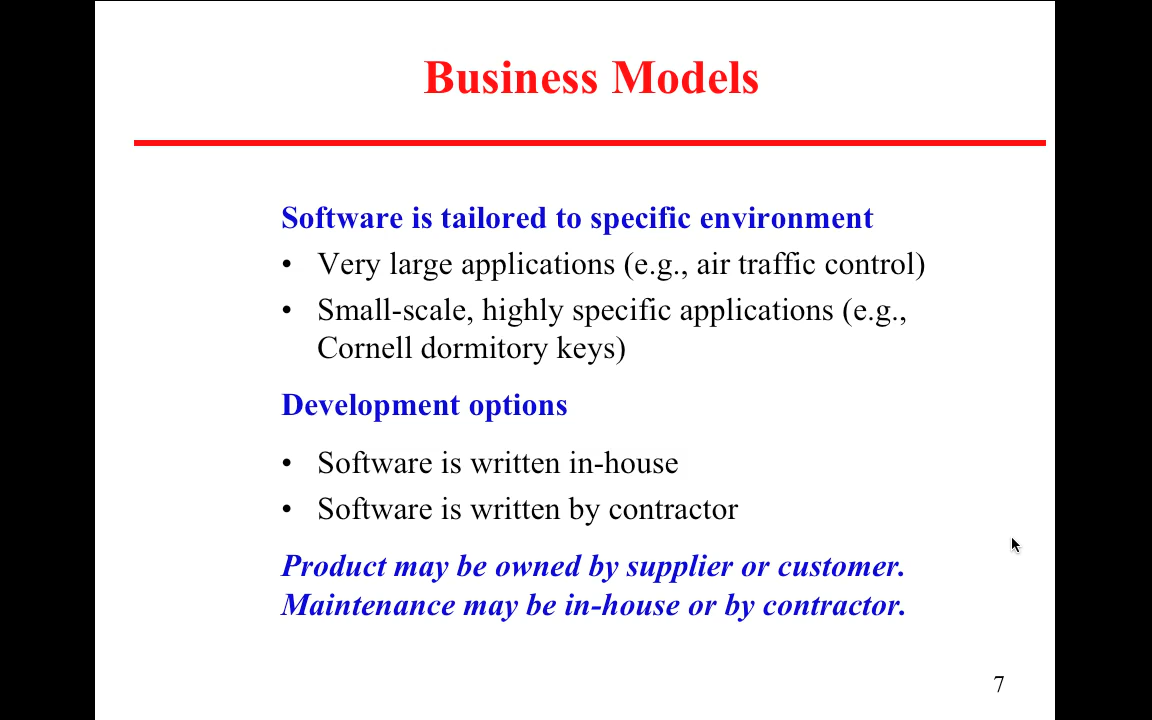 Business Models
Software is tailored to specific environment
• Very large applications (e.g., air traffic control)
• Small-scale, highly specific applications (e.g.,
Cornell dormitory keys)
Development options
• Software is written in-house
• Software is written by contractor
Product may be owned by supplier or customer.
Maintenance may be in-house or by contractor.
7